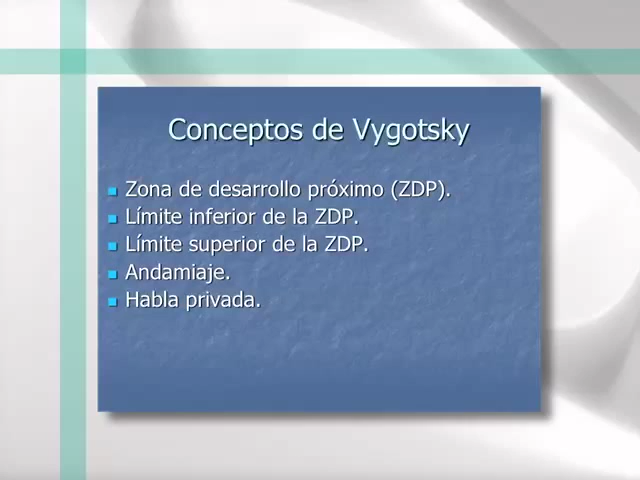 Conceptos de Vygotsky
Zona de desarrollo próximo (ZDP).
Límite inferior de la ZDP.
Límite superior de la ZDP.
Andamiaje.
Habla privada.